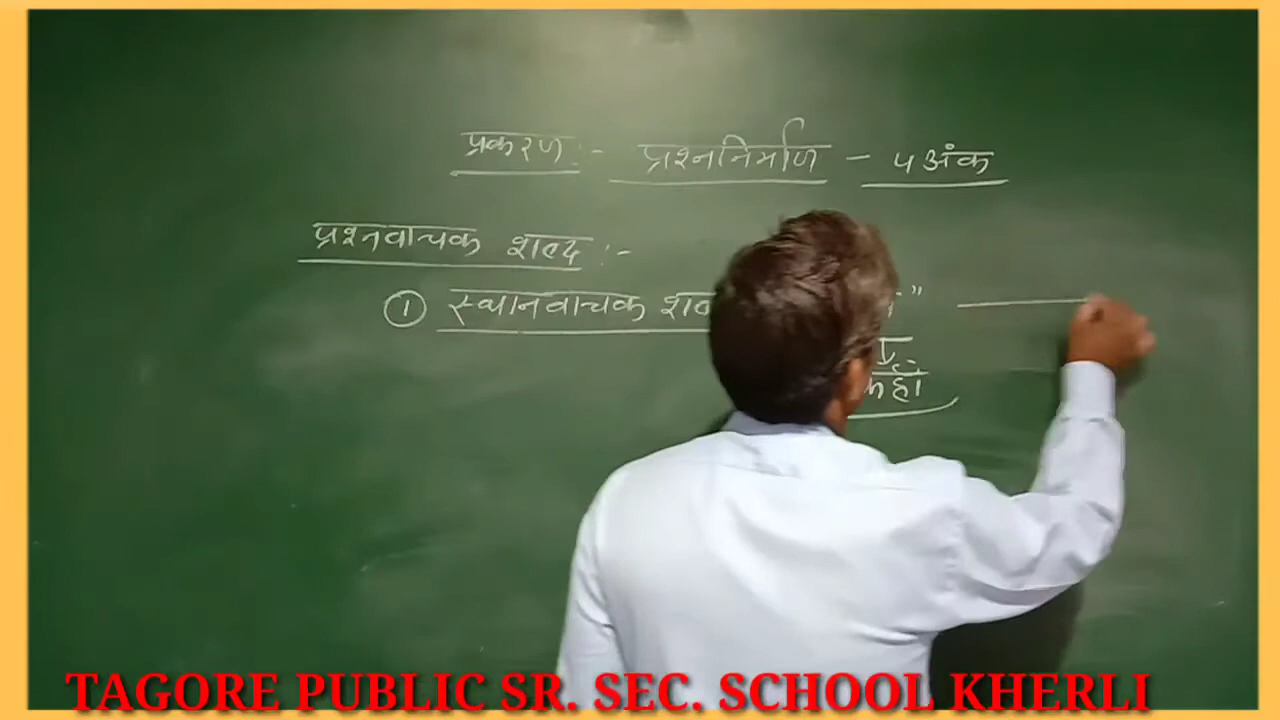 प्रकरण :- प्रश्ननिर्माण - ५ अंक
प्रश्नवाचक शब्द :-
① स्थानवाचक
कहाँ
TAGORE PUBLIC SR. SEC. SCHOOL KHERLI